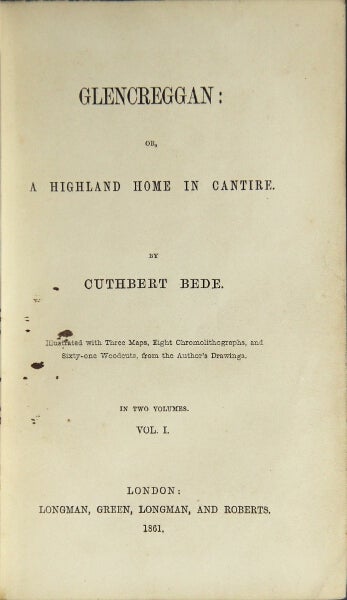 GLENCREGGAN:
OR,
A HIGHLAND HOME IN CANTIRE.
BY
CUTHBERT BEDE.
Illustrated with Three Maps, Eight Chromolithographs, and
Sixty-one Woodcuts, from the Author's Drawings.
IN TWO VOLUMES.
VOL. I.
LONDON:
LONGMAN, GREEN, LONGMAN, AND ROBERTS.
1861.